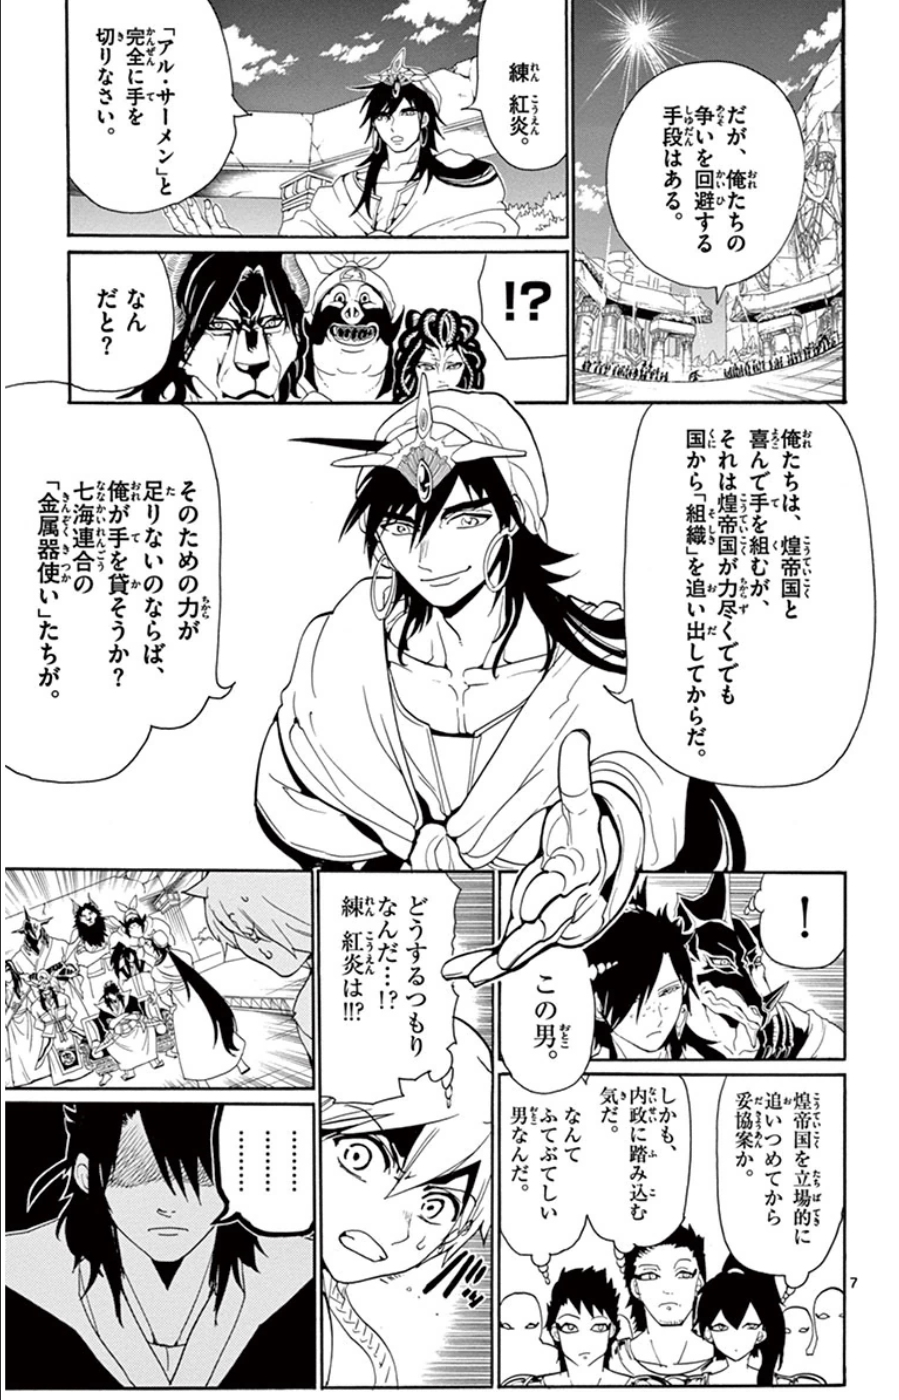 だが、俺たちの
争いを回避する
手段はある。
練 紅炎。
「アル・サーメン」と
完全に手を
切りなさい。
!?
なん
だと?
俺たちは、煌帝国と
喜んで手を組むが、
それは煌帝国が力尽くででも
国から「組織」を追い出してからだ。
そのための力が
足りないのならば、
俺が手を貸そうか?
七海連合の
「金属器使い」たちが。
!
この男。
煌帝国を立場的に
追いつめてから
妥協案か。
しかも、
内政に踏み込む
気だ。
なんて
ふてぶてしい
男なんだ。
どうするつもり
なんだ…!?
練 紅炎は!!?
………
7